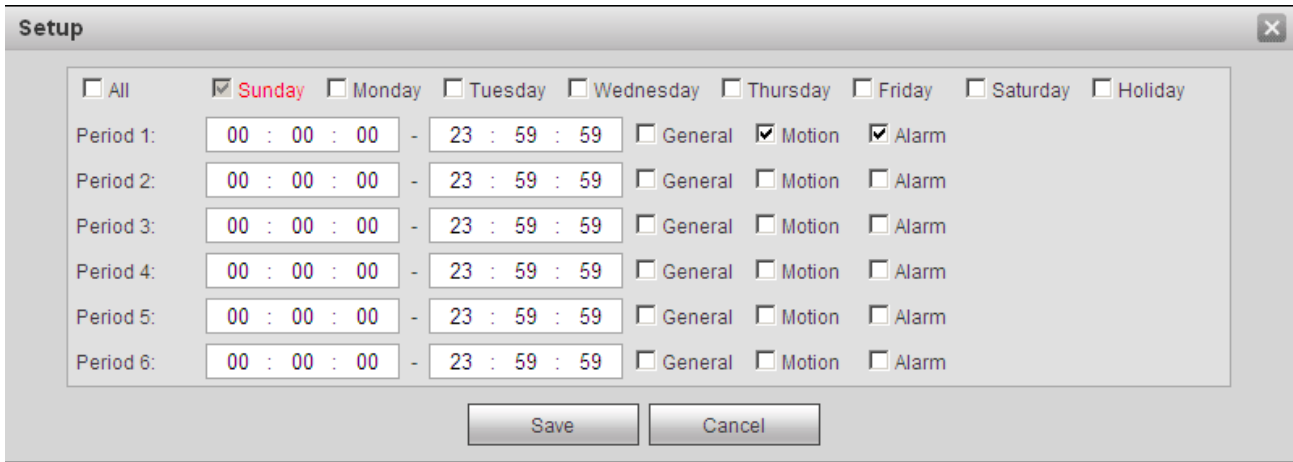 Setup
All Sunday Monday Tuesday Wednesday Thursday Friday Saturday Holiday
Period 1: 00 : 00 : 00 - 23 : 59 : 59 General Motion Alarm
Period 2: 00 : 00 : 00 - 23 : 59 : 59 General Motion Alarm
Period 3: 00 : 00 : 00 - 23 : 59 : 59 General Motion Alarm
Period 4: 00 : 00 : 00 - 23 : 59 : 59 General Motion Alarm
Period 5: 00 : 00 : 00 - 23 : 59 : 59 General Motion Alarm
Period 6: 00 : 00 : 00 - 23 : 59 : 59 General Motion Alarm
Save Cancel